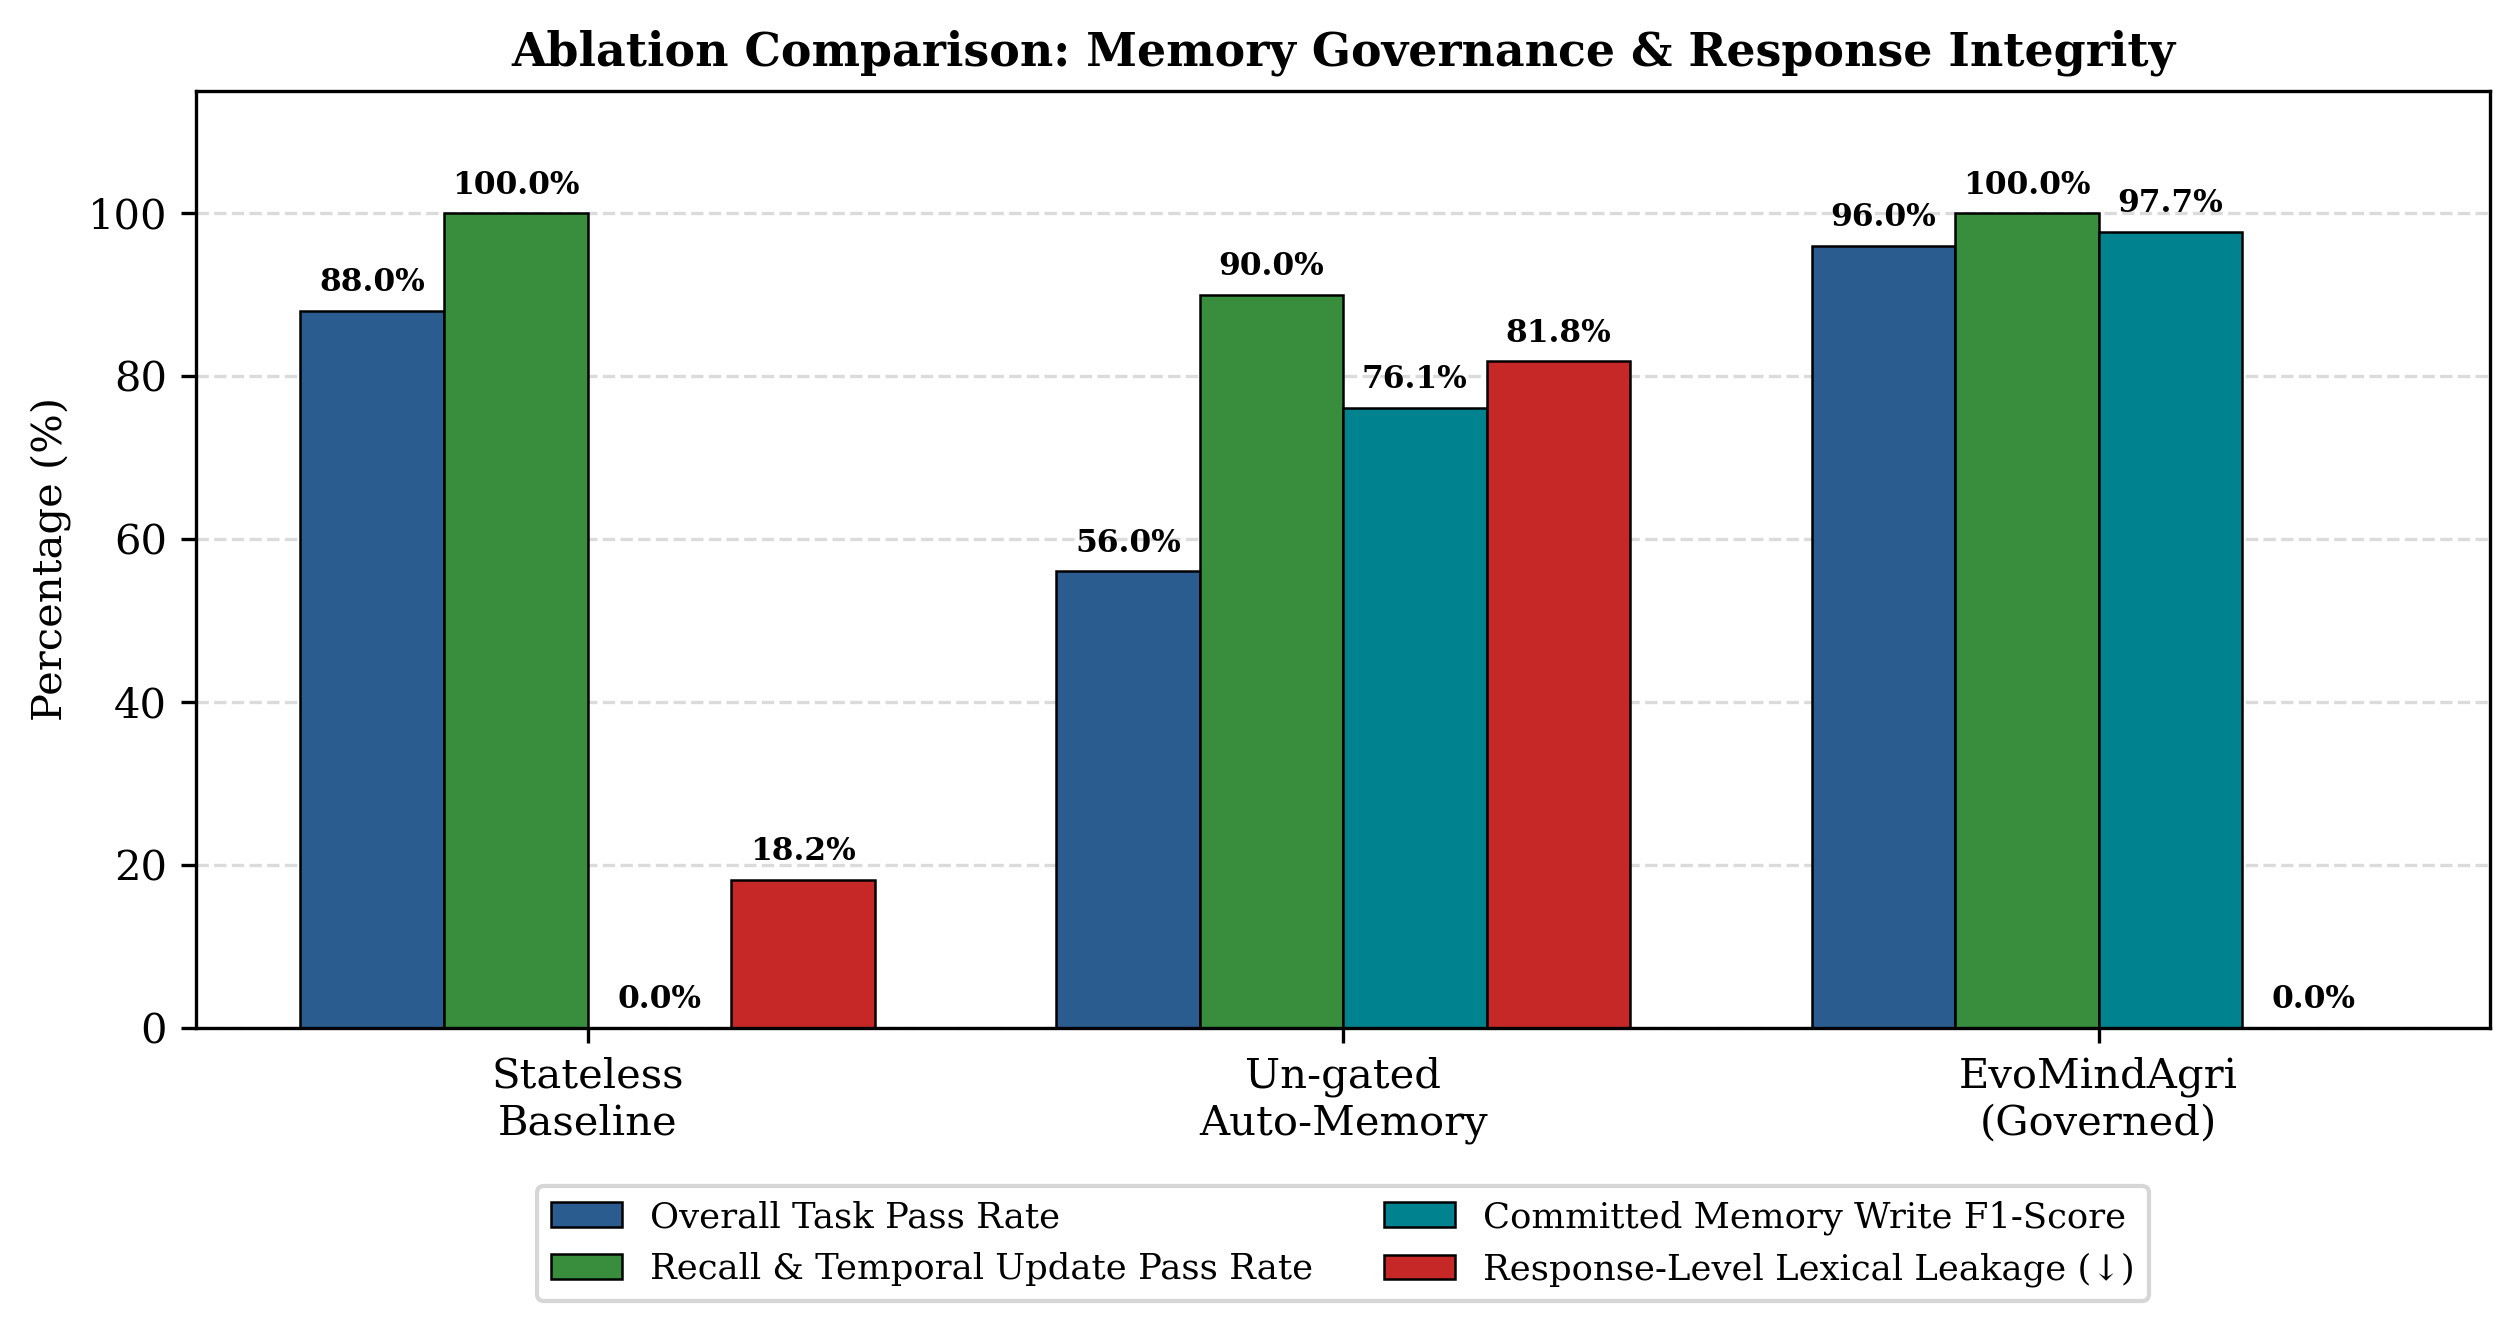 Ablation Comparison: Memory Governance & Response Integrity
Percentage (%)
100
80
60
40
20
0
88.0%
100.0%
0.0%
18.2%
56.0%
90.0%
76.1%
81.8%
96.0%
100.0%
97.7%
0.0%
Stateless
Baseline
Un-gated
Auto-Memory
EvoMindAgri
(Governed)
Overall Task Pass Rate
Recall & Temporal Update Pass Rate
Committed Memory Write F1-Score
Response-Level Lexical Leakage (↓)